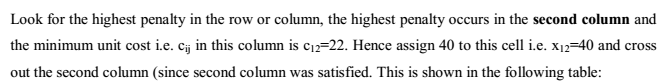 Look for the highest penalty in the row or column, the highest penalty occurs in the second column and
the minimum unit cost i.e. cij in this column is c12=22. Hence assign 40 to this cell i.e. x12=40 and cross
out the second column (since second column was satisfied. This is shown in the following table: